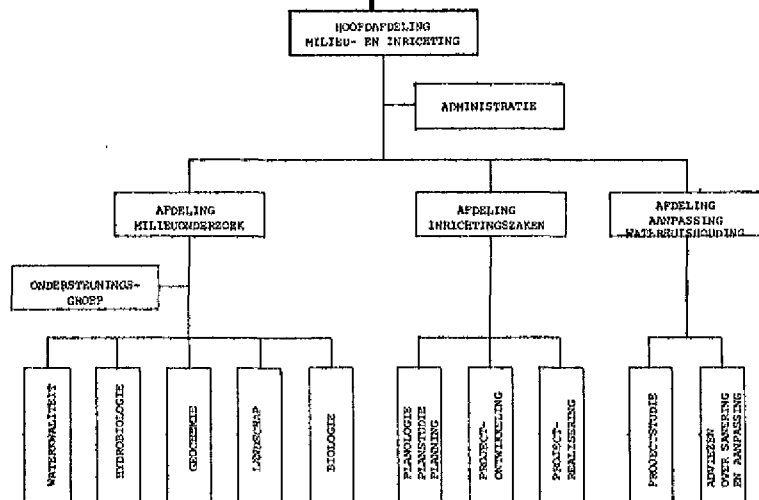 HOOFDAFDELING
MILIEU- EN INRICHTING
ADMINISTRATIE
AFDELING
MILIEUONDERZOEK
AFDELING
INRICHTINGSZAKEN
AFDELING
AANPASSING
WATERHUISHOUDING
ONDERSTEUNINGS-
GROEP
WATERKWALITEIT
HYDROBIOLOGIE
GEOCHEMIE
LANDSCHAP
BIOLOGIE
PLANOLOGIE
PLANSTUDIE
PLANNING
PROJECT-
ONTWIKKELING
PROJECT-
REALISERING
PROJECTSTUDIE
ADVIEZEN
OVER SANERING
EN AANPASSING